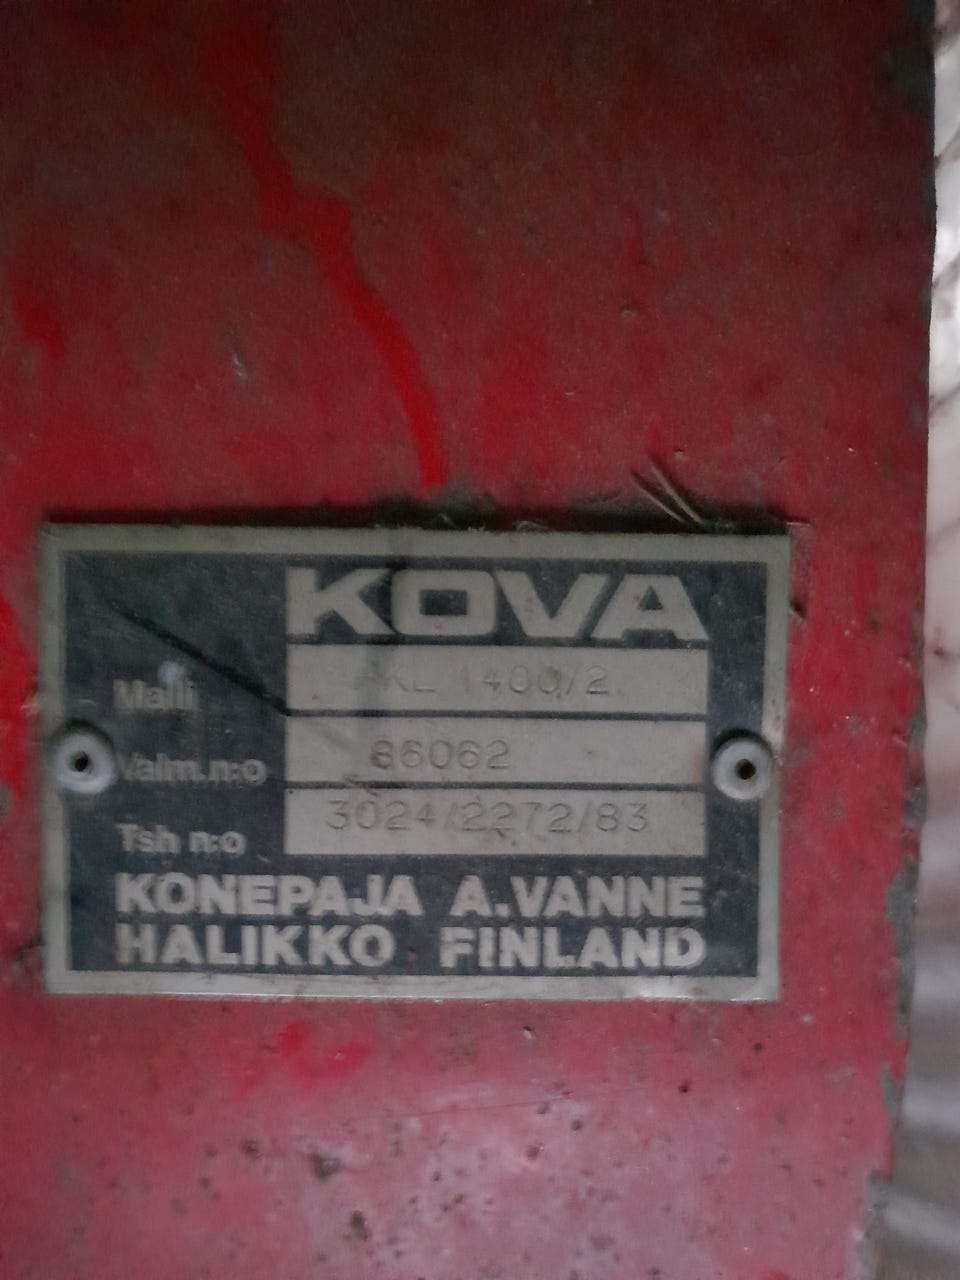 KOVA
Malli AKL 1400/2
Valm.n:o 86062
Tsh n:o 3024/2272/83
KONEPAJA A.VANNE
HALIKKO FINLAND